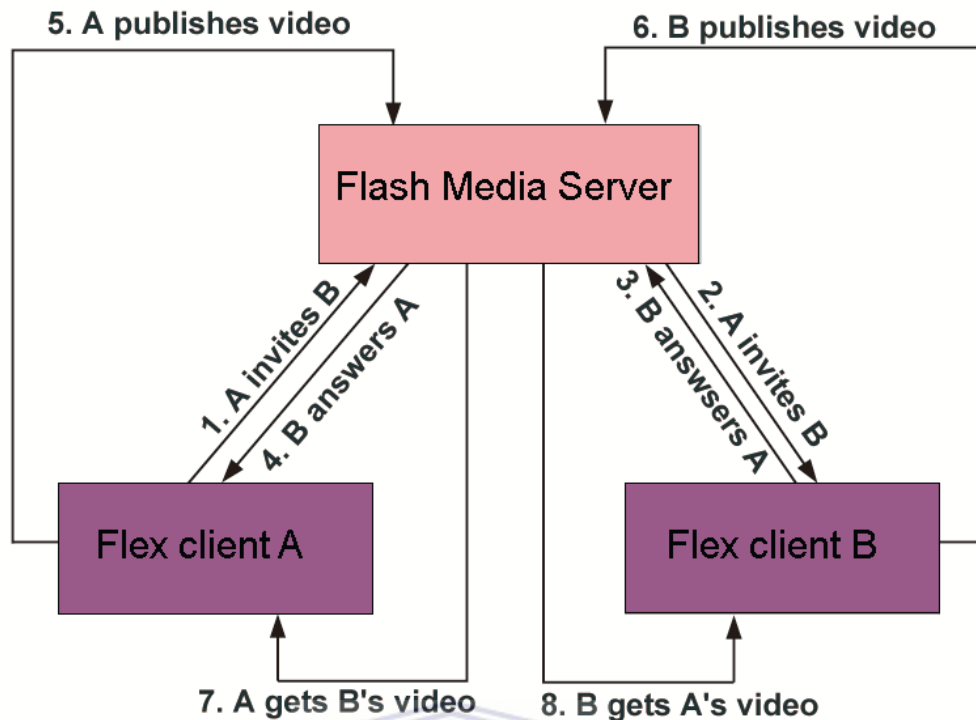 5. A publishes video
6. B publishes video
Flash Media Server
1. A invites B
4. B answers A
3. B answsers A
2. A invites B
Flex client A
Flex client B
7. A gets B's video
8. B gets A's video